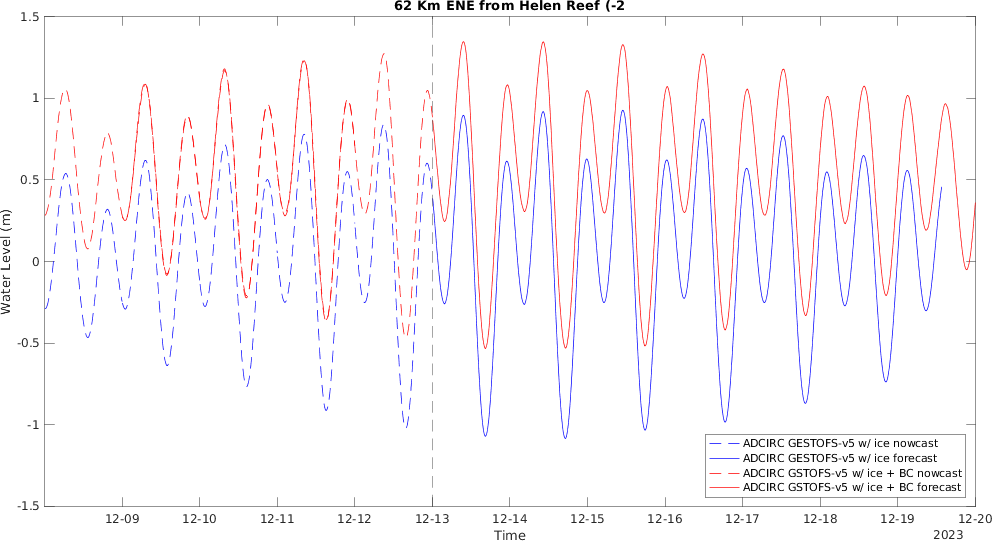 62 Km ENE from Helen Reef (-2
Water Level (m)
1.5
1
0.5
0
-0.5
-1
-1.5
12-09 12-10 12-11 12-12 12-13 12-14 12-15 12-16 12-17 12-18 12-19 12-20
Time
2023
ADCIRC GESTOFS-v5 w/ ice nowcast
ADCIRC GESTOFS-v5 w/ ice forecast
ADCIRC GSTOFS-v5 w/ ice + BC nowcast
ADCIRC GSTOFS-v5 w/ ice + BC forecast